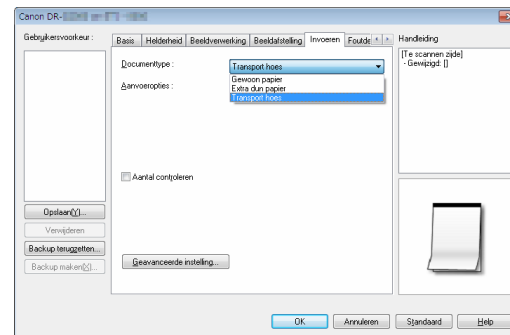 Canon DR-
Gebruikersvoorkeur :
Opslaan(Y)...
Verwijderen
Backup terugzetten...
Backup maken(X)...
Basis Helderheid Beeldverwerking Beeldafstelling Invoeren Foutde
Documenttype :
Transport hoes
Gewoon papier
Extra dun papier
Transport hoes
Aanvoeropties :
Aantal controleren
Geavanceerde instelling...
Handleiding
[Te scannen zijde]
- Gewijzigd: []
OK Annuleren Standaard Help